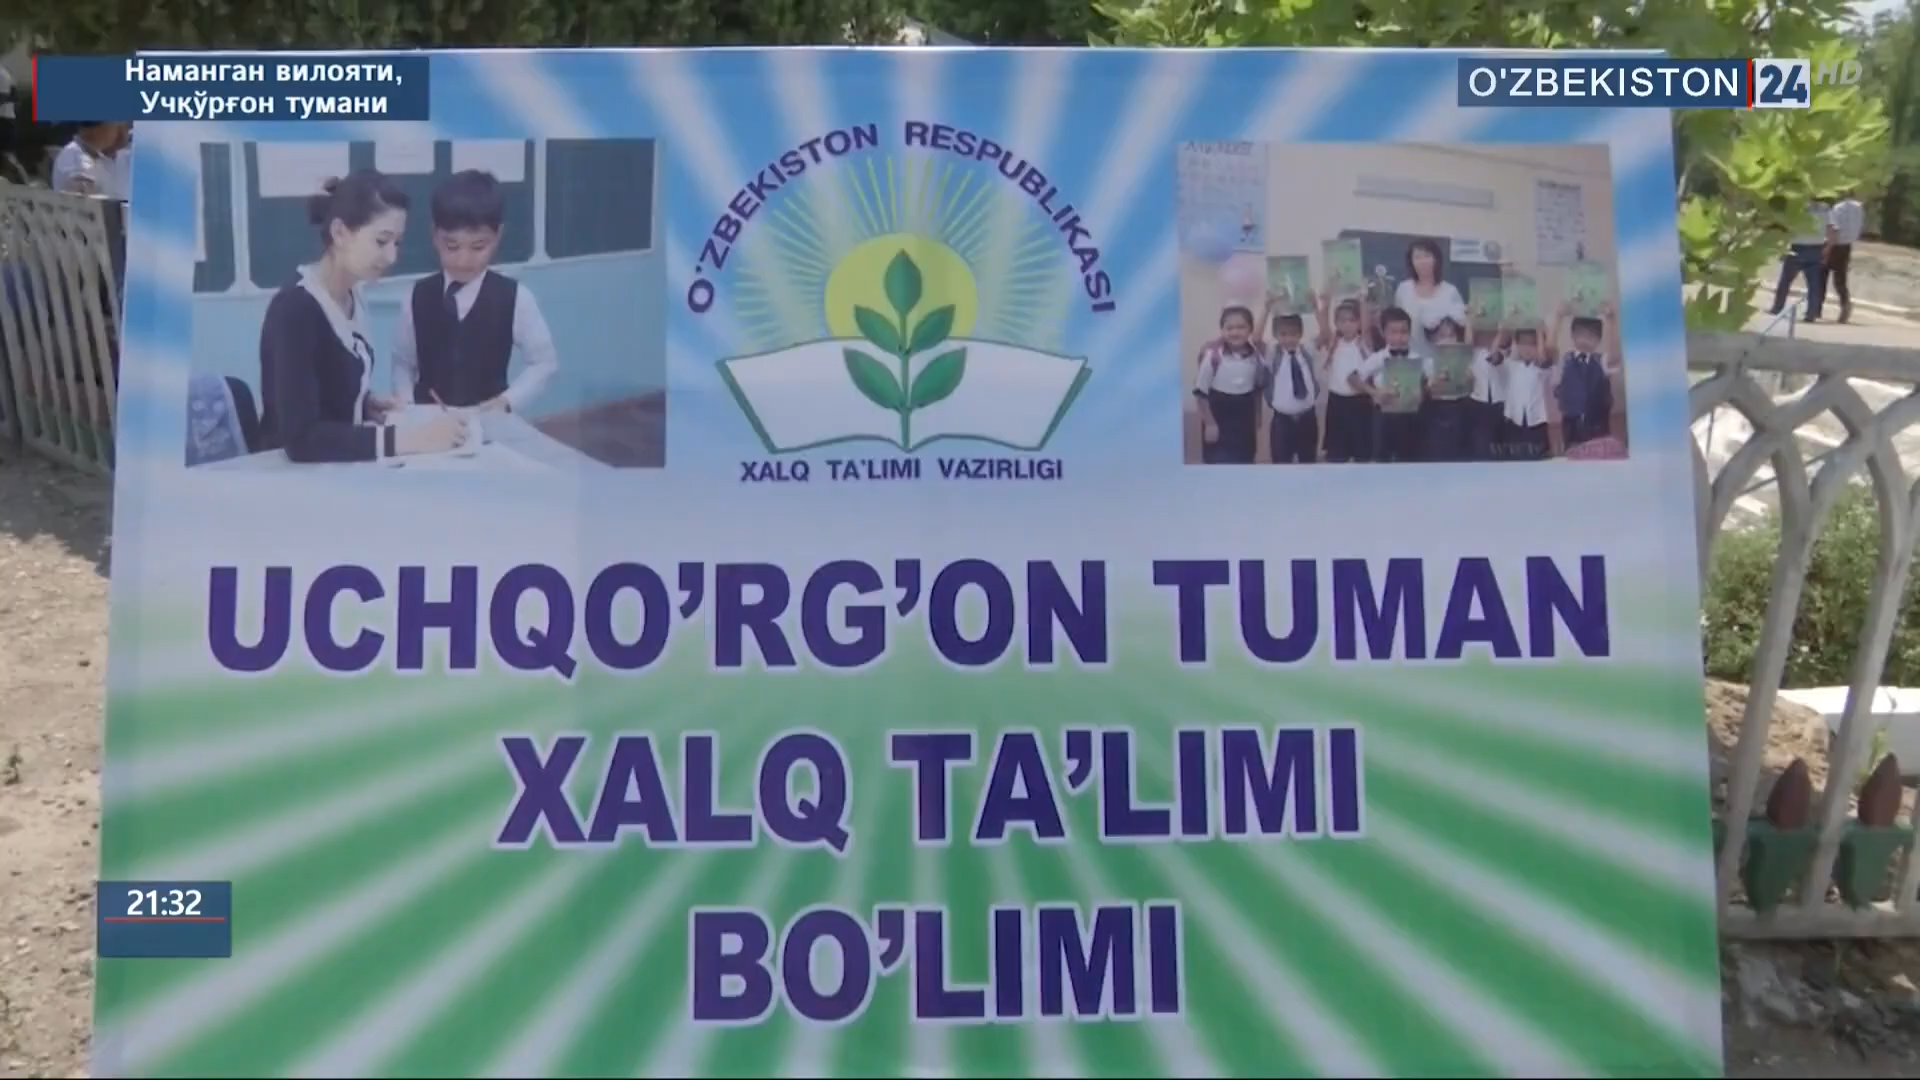 Наманган вилояти,
Учқўрғон тумани
O'ZBEKISTON 24 HD
O'ZBEKISTON RESPUBLIKASI
XALQ TA'LIMI VAZIRLIGI
UCHQO’RG’ON TUMAN
XALQ TA’LIMI
BO’LIMI
21:32